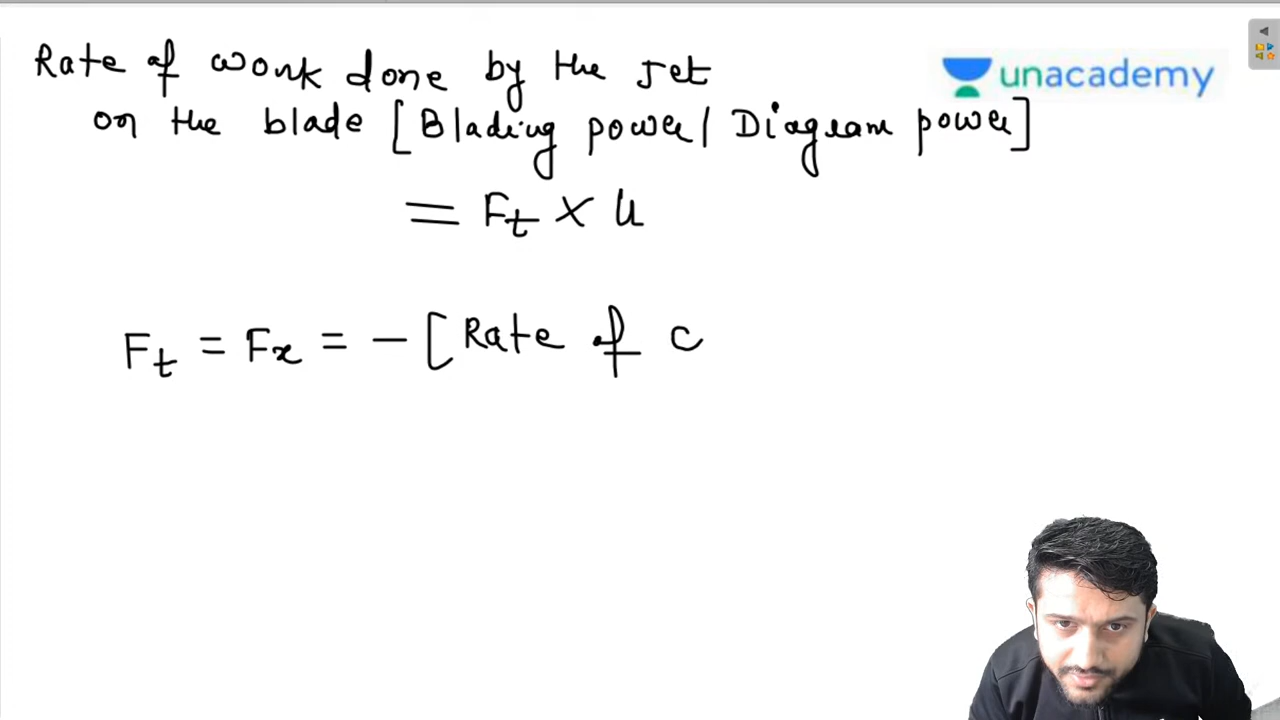 Rate of work done by the Jet
unacademy
on the blade [Blading power/ Diagram power]
= Ft × u
Ft = Fx = - [Rate of c